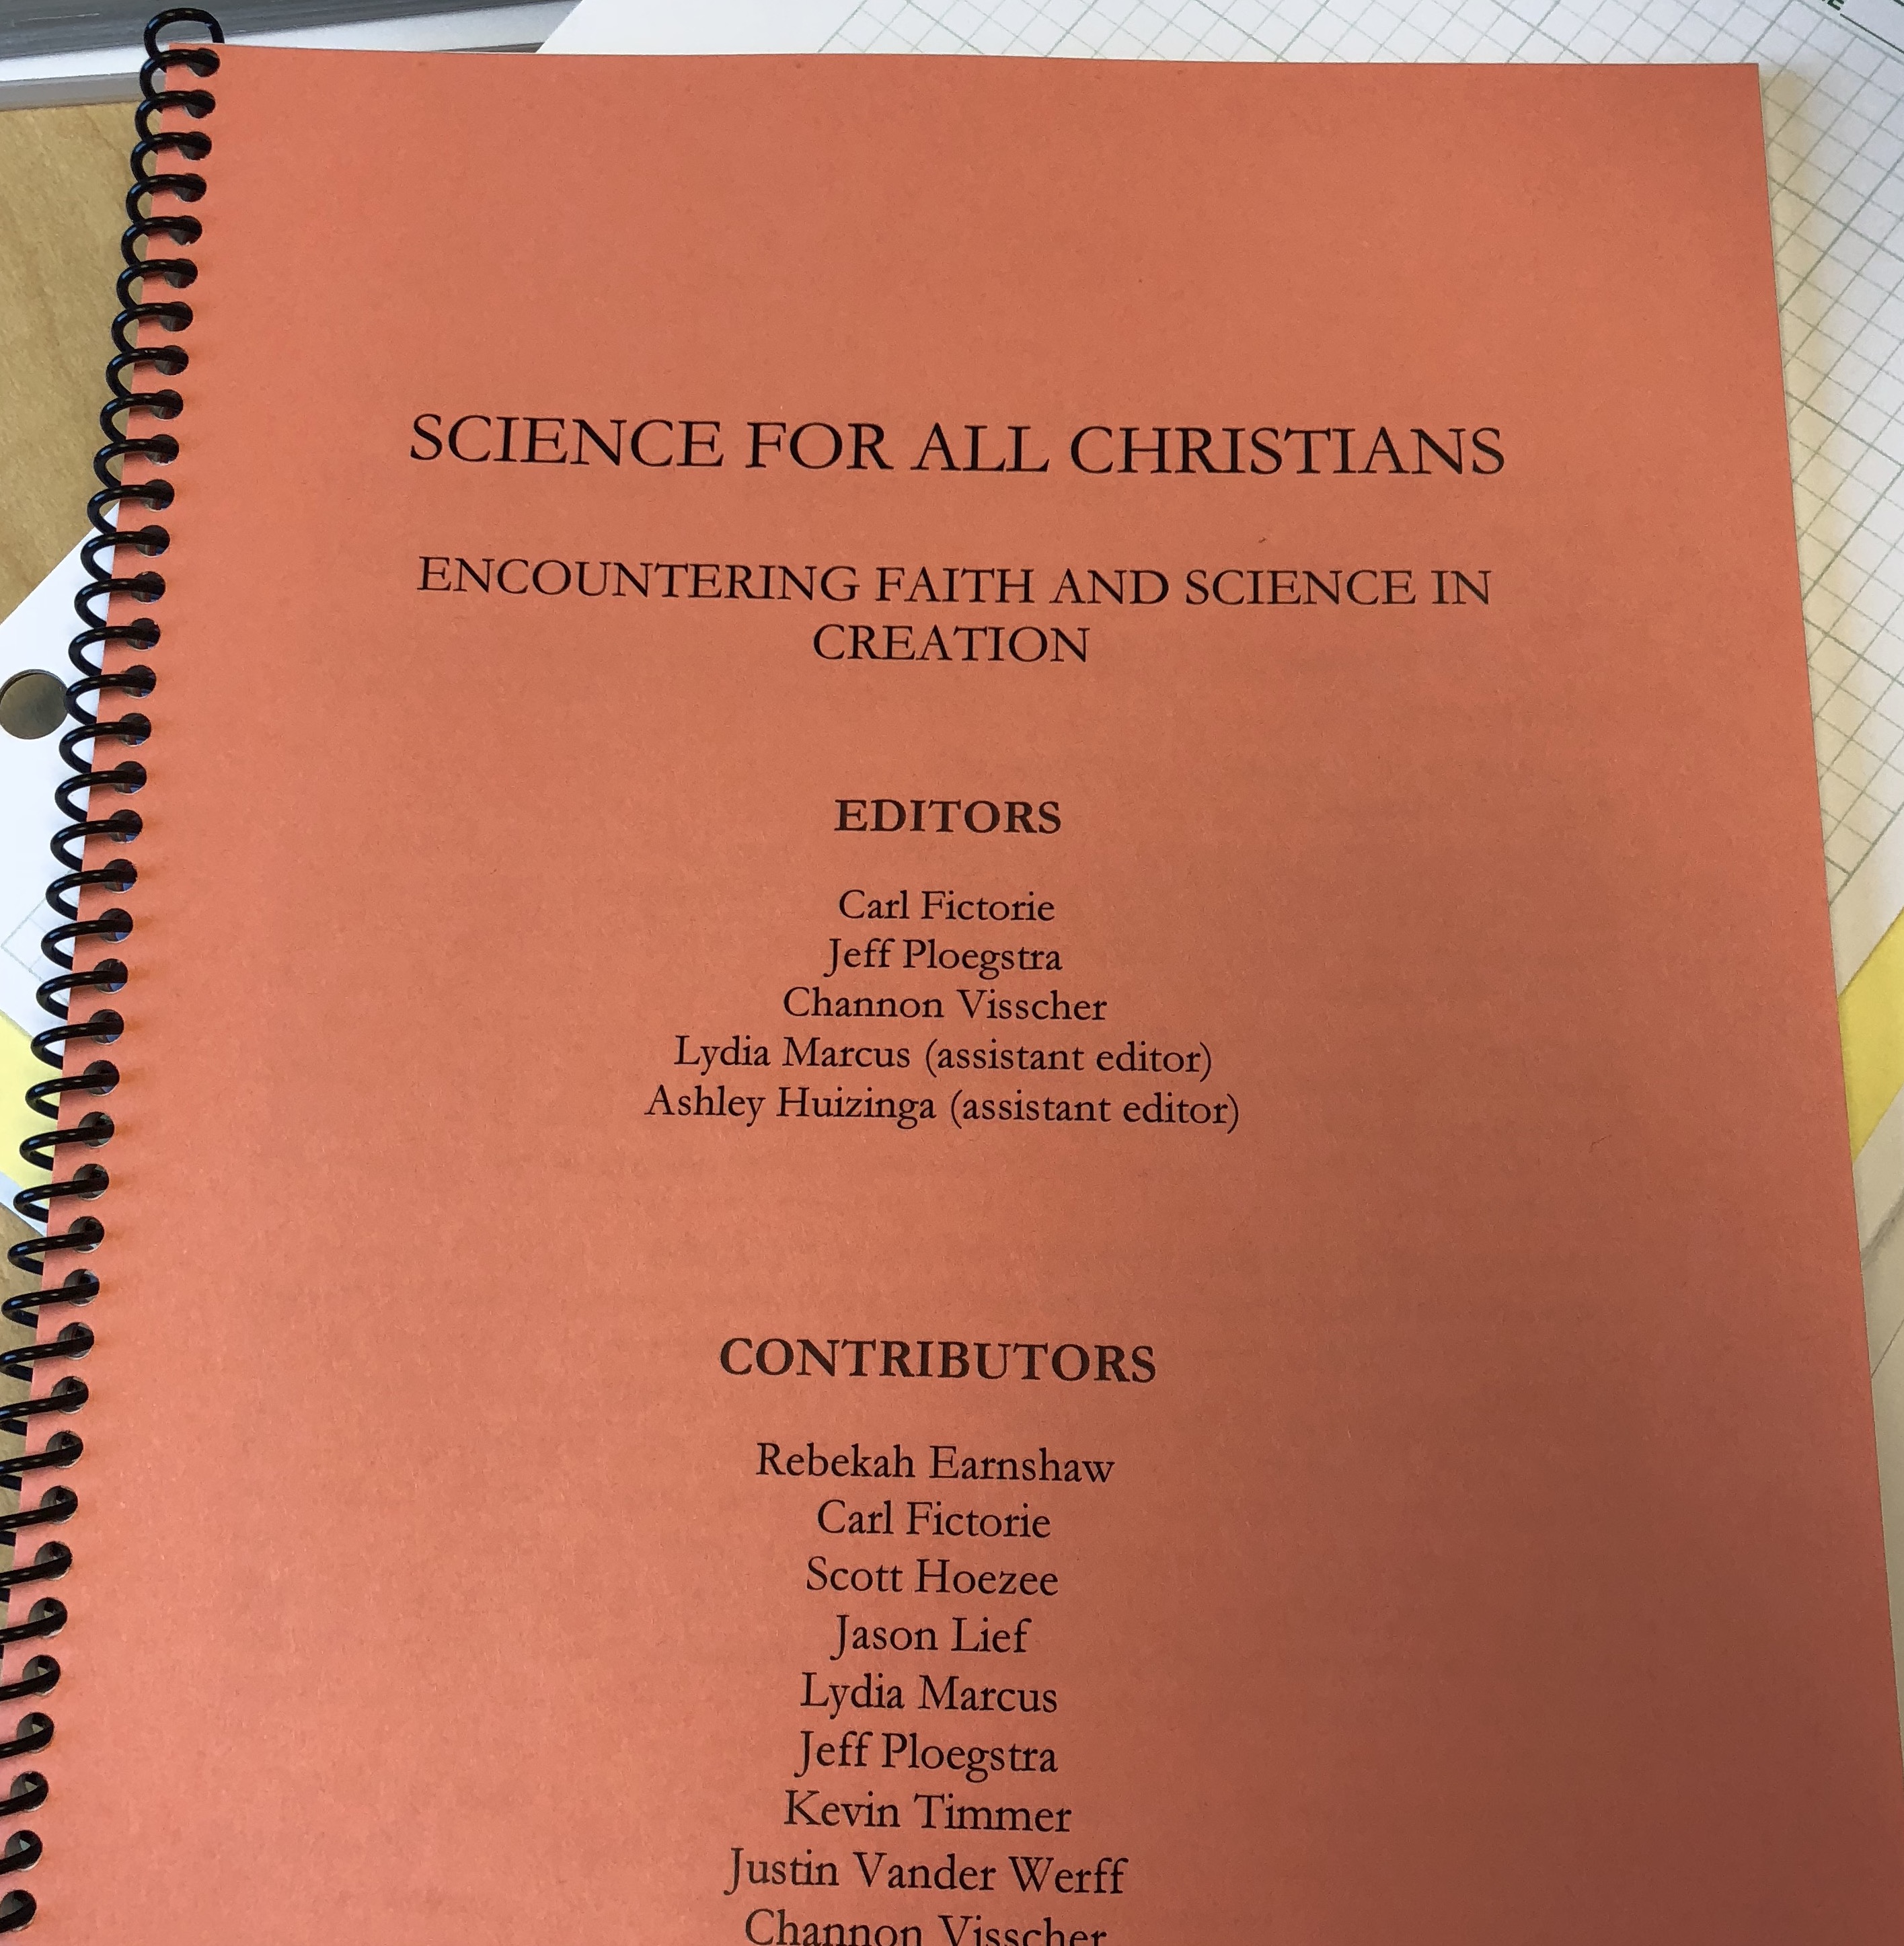 SCIENCE FOR ALL CHRISTIANS
ENCOUNTERING FAITH AND SCIENCE IN
CREATION
EDITORS
Carl Fictorie
Jeff Ploegstra
Channon Visscher
Lydia Marcus (assistant editor)
Ashley Huizinga (assistant editor)
CONTRIBUTORS
Rebekah Earnshaw
Carl Fictorie
Scott Hoezee
Jason Lief
Lydia Marcus
Jeff Ploegstra
Kevin Timmer
Justin Vander Werff
Channon Visscher